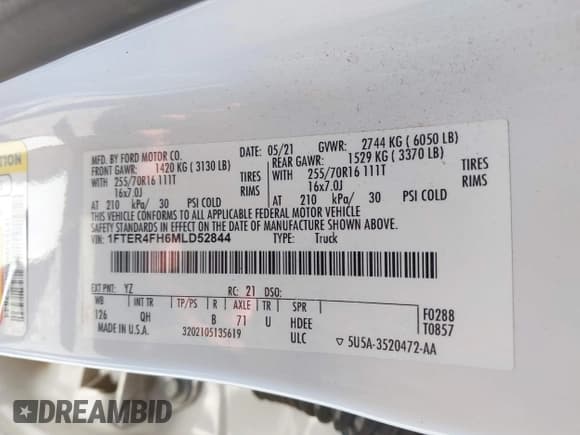 TION
MFD. BY FORD MOTOR CO. 05/21 GVWR: 2744 KG ( 6050 LB)
FRONT GAWR: 1420 KG ( 3130 LB) REAR GAWR: 1529 KG ( 3370 LB)
WITH 255/70R16 111T TIRES WITH 255/70R16 111T TIRES
16x7.0J RIMS 16x7.0J RIMS
AT 210 kPa/ 30 PSI COLD AT 210 kPa/ 30 PSI COLD
THIS VEHICLE CONFORMS TO ALL APPLICABLE FEDERAL MOTOR VEHICLE
SAFETY STANDARDS IN EFFECT ON THE DATE OF MANUFACTURE SHOWN ABOVE.
VIN: 1FTER4FH6MLD52844 TYPE: Truck
EXT PNT: YZ RC: 21 DSO:
WB INT TR TP/PS R AXLE TR SPR
126 QH B 71 U HDEE
ULC
F0288
T0857
MADE IN U.S.A. 3202105135619
▽ 5U5A-3520472-AA
DREAMBID